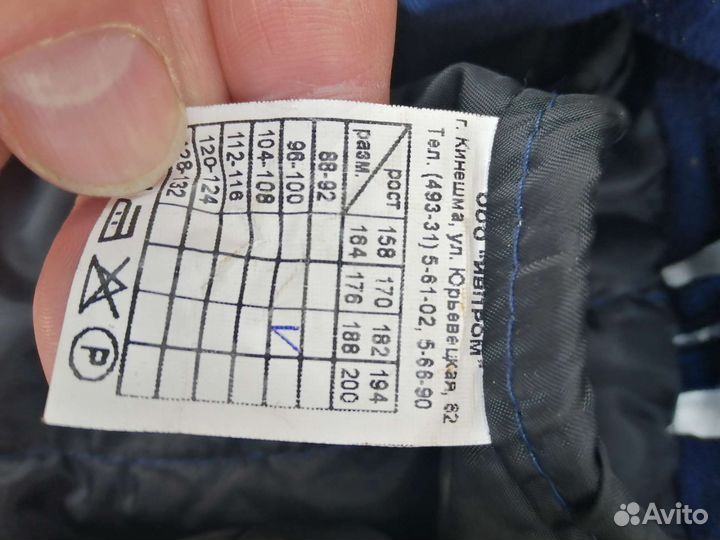 ООО "ИВПРОМ"
г. Кинешма, ул. Юрьевецкая, 62
Тел. (493-31) 5-61-02, 5-66-90
рост 158 170 182 194
разм. 164 176 188 200
88-92
96-100 V
104-108
112-116
120-124
128-132
P
Avito